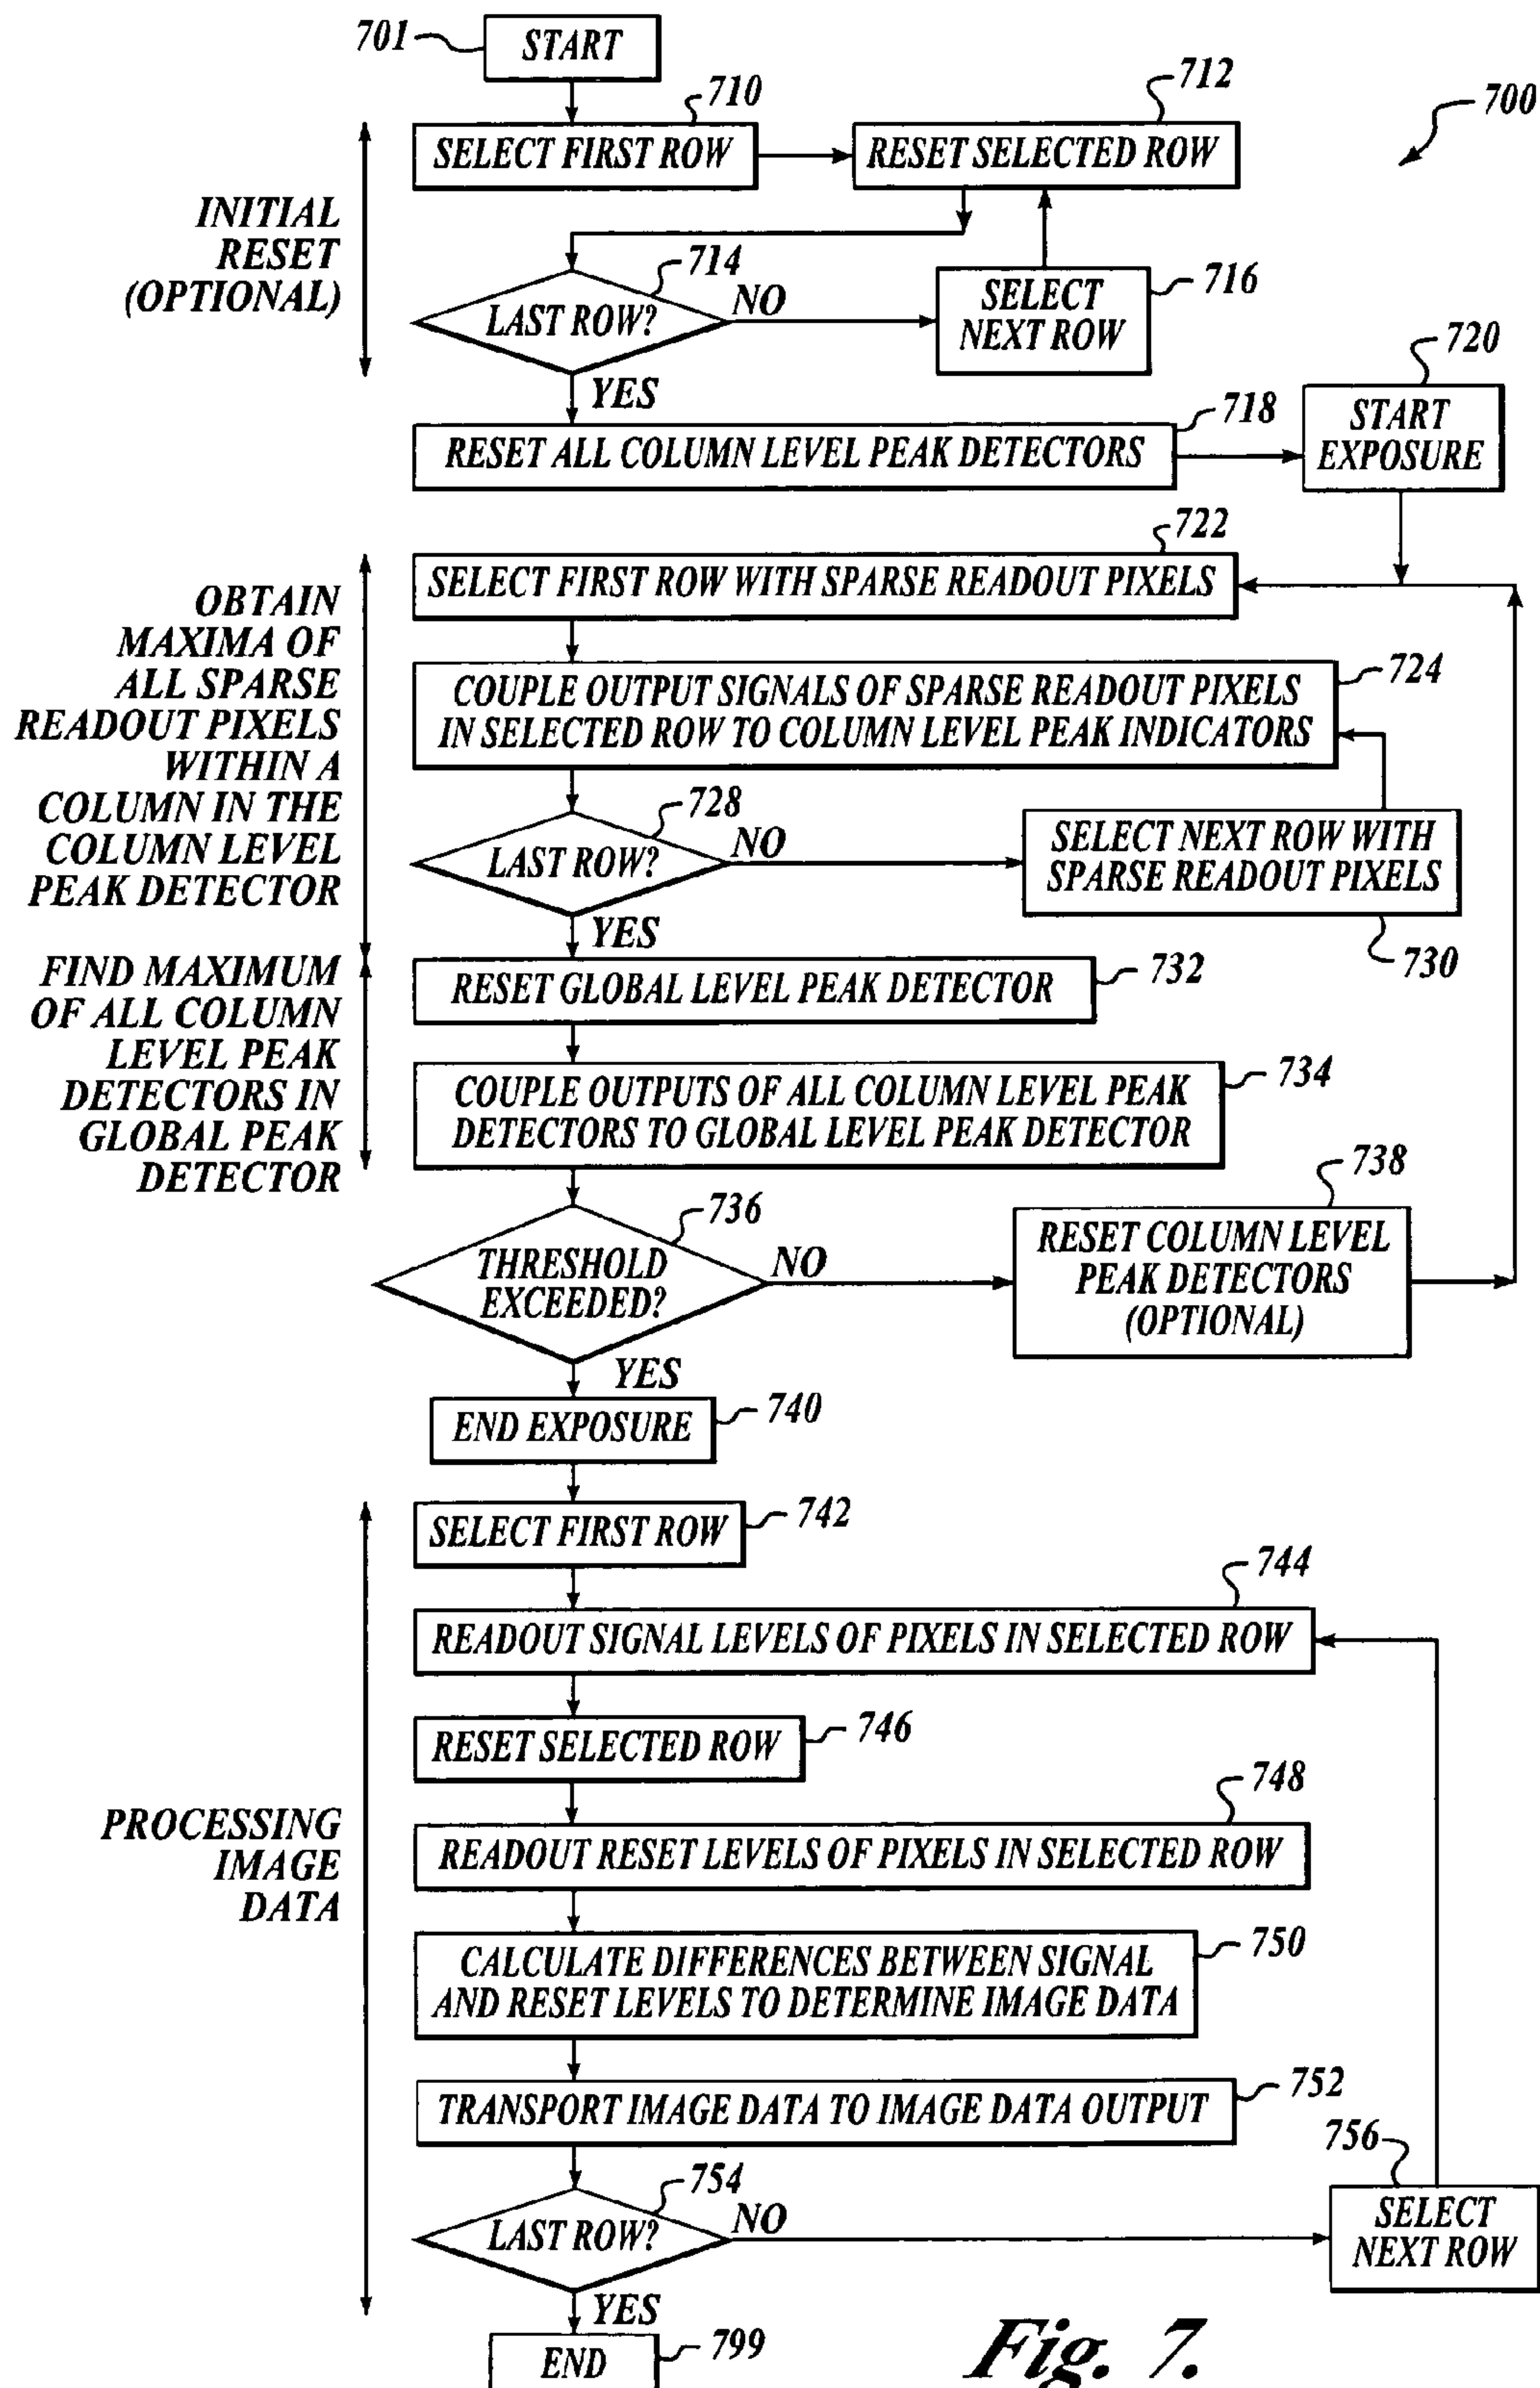 701
START
710
712
700
SELECT FIRST ROW
RESET SELECTED ROW
INITIAL
RESET
(OPTIONAL)
714
LAST ROW?
NO
SELECT
NEXT ROW
716
YES
720
START
EXPOSURE
718
RESET ALL COLUMN LEVEL PEAK DETECTORS
722
SELECT FIRST ROW WITH SPARSE READOUT PIXELS
OBTAIN
MAXIMA OF
ALL SPARSE
READOUT PIXELS
WITHIN A
COLUMN IN THE
COLUMN LEVEL
PEAK DETECTOR
724
COUPLE OUTPUT SIGNALS OF SPARSE READOUT PIXELS
IN SELECTED ROW TO COLUMN LEVEL PEAK INDICATORS
728
LAST ROW?
NO
SELECT NEXT ROW WITH
SPARSE READOUT PIXELS
730
YES
FIND MAXIMUM
OF ALL COLUMN
LEVEL PEAK
DETECTORS IN
GLOBAL PEAK
DETECTOR
RESET GLOBAL LEVEL PEAK DETECTOR
732
COUPLE OUTPUTS OF ALL COLUMN LEVEL PEAK
DETECTORS TO GLOBAL LEVEL PEAK DETECTOR
734
736
THRESHOLD
EXCEEDED?
NO
738
RESET COLUMN LEVEL
PEAK DETECTORS
(OPTIONAL)
YES
END EXPOSURE
740
SELECT FIRST ROW
742
744
READOUT SIGNAL LEVELS OF PIXELS IN SELECTED ROW
RESET SELECTED ROW
746
748
READOUT RESET LEVELS OF PIXELS IN SELECTED ROW
PROCESSING
IMAGE
DATA
CALCULATE DIFFERENCES BETWEEN SIGNAL
AND RESET LEVELS TO DETERMINE IMAGE DATA
750
TRANSPORT IMAGE DATA TO IMAGE DATA OUTPUT
752
754
LAST ROW?
NO
756
SELECT
NEXT ROW
YES
END
799
Fig. 7.